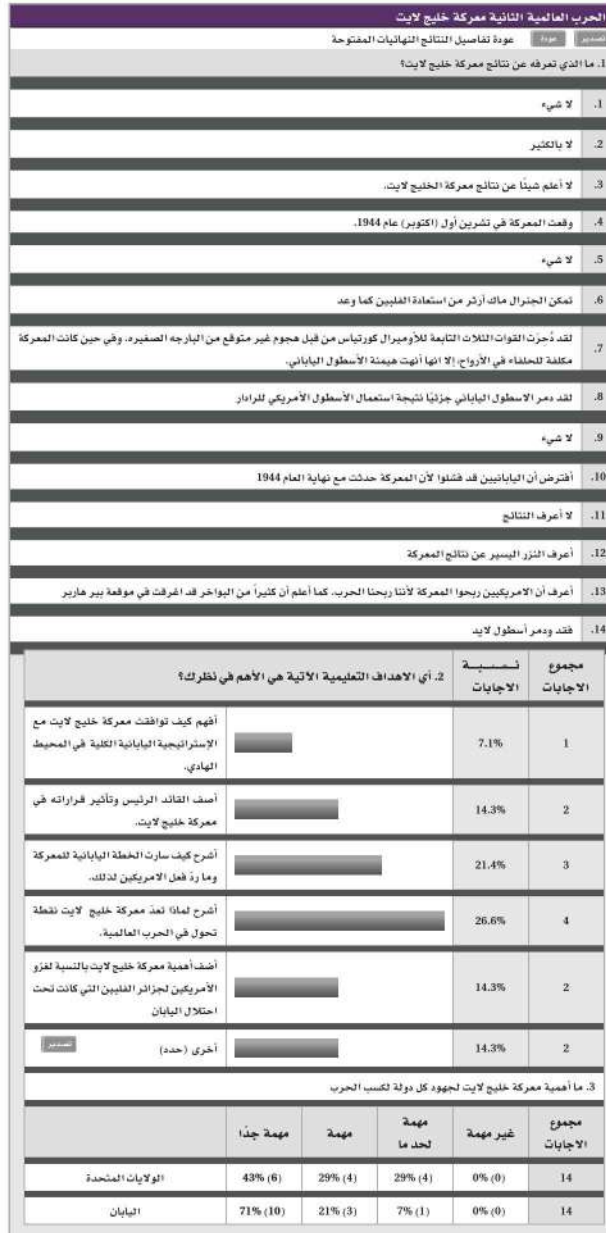 الحرب العالمية الثانية معركة خليج لايت
تصدير عودة عودة تفاصيل النتائج النهائيات المفتوحة
1. ما الذي تعرفه عن نتائج معركة خليج لايت؟
1. لا شيء
2. لا بالكثير
3. لا أعلم شيئًا عن نتائج معركة الخليج لايت.
4. وقعت المعركة في تشرين أول (اكتوبر) عام 1944.
5. لا شيء
6. تمكن الجنرال ماك آرثر من استعادة الفلبين كما وعد
7. لقد دُحِرَت القوات الثلاث التابعة للأوميرال كورتياس من قبل هجوم غير متوقع من البارجه الصغيره. وفي حين كانت المعركة
مكلفة للحلفاء في الأرواح، إلا انها أنهت هيمنة الأسطول الياباني.
8. لقد دمر الاسطول الياباني جزئيًا نتيجة استعمال الأسطول الأمريكي للرادار
9. لا شيء
10. أفترض أن اليابانيين قد فشلوا لأن المعركة حدثت مع نهاية العام 1944
11. لا أعرف النتائج
12. أعرف النزر اليسير عن نتائج المعركة
13. أعرف أن الامريكيين ربحوا المعركة لأننا ربحنا الحرب. كما أعلم أن كثيراً من البواخر قد اغرقت في موقعة بير هاربر
14. فقد ودمر أسطول لايد
مجموع الاجابات نسبة الاجابات 2. أي الاهداف التعليمية الآتية هي الأهم في نظرك؟
1 7.1% أفهم كيف توافقت معركة خليج لايت مع
الإستراتيجية اليابانية الكلية في المحيط
الهادي.
2 14.3% أصف القائد الرئيس وتأثير قراراته في
معركة خليج لايت.
3 21.4% أشرح كيف سارت الخطة اليابانية للمعركة
وما ردّ فعل الامريكين لذلك.
4 26.6% أشرح لماذا تعدّ معركة خليج لايت نقطة
تحول في الحرب العالمية.
2 14.3% أضف أهمية معركة خليج لايت بالنسبة لغزو
الأمريكين لجزائر الفلبين التي كانت تحت
احتلال اليابان
2 14.3% أخرى (حدد) تصدير
3. ما أهمية معركة خليج لايت لجهود كل دولة لكسب الحرب
مجموع الاجابات غير مهمة مهمة لحد ما مهمة مهمة جدًا
14 0% (0) 29% (4) 29% (4) 43% (6) الولايات المتحدة
14 0% (0) 7% (1) 21% (3) 71% (10) اليابان